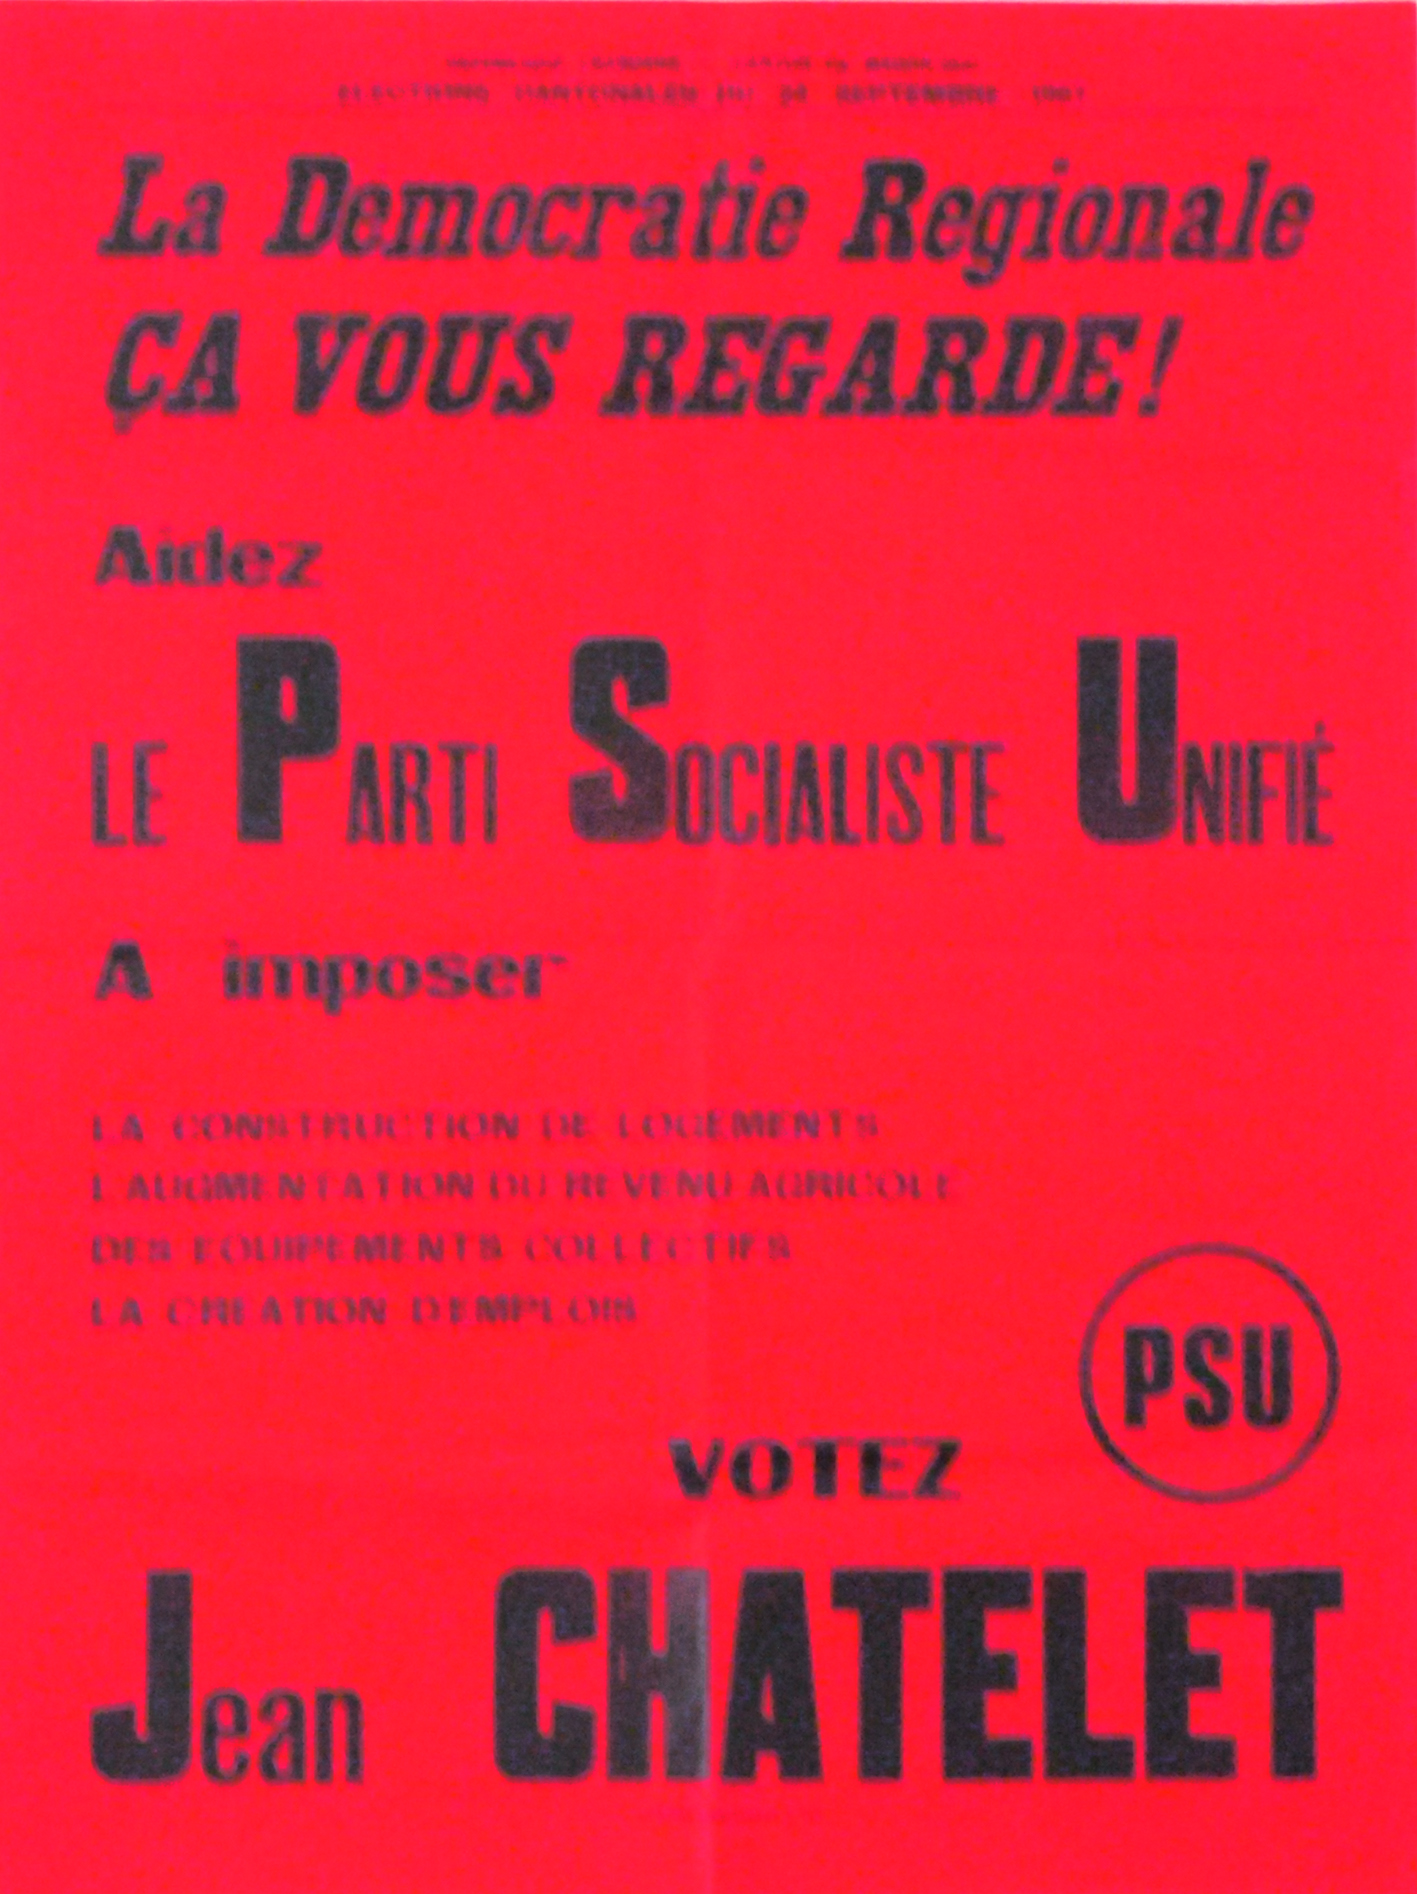 ELECTIONS CANTONALES DU 24 SEPTEMBRE 1967
La Democratie Regionale
ÇA VOUS REGARDE!
Aidez
LE PARTI SOCIALISTE UNIFIÉ
A imposer
LA CONSTRUCTION DE LOGEMENTS
L'AUGMENTATION DU REVENU AGRICOLE
DES EQUIPEMENTS COLLECTIFS
LA CREATION D'EMPLOIS
PSU
VOTEZ
Jean CHATELET